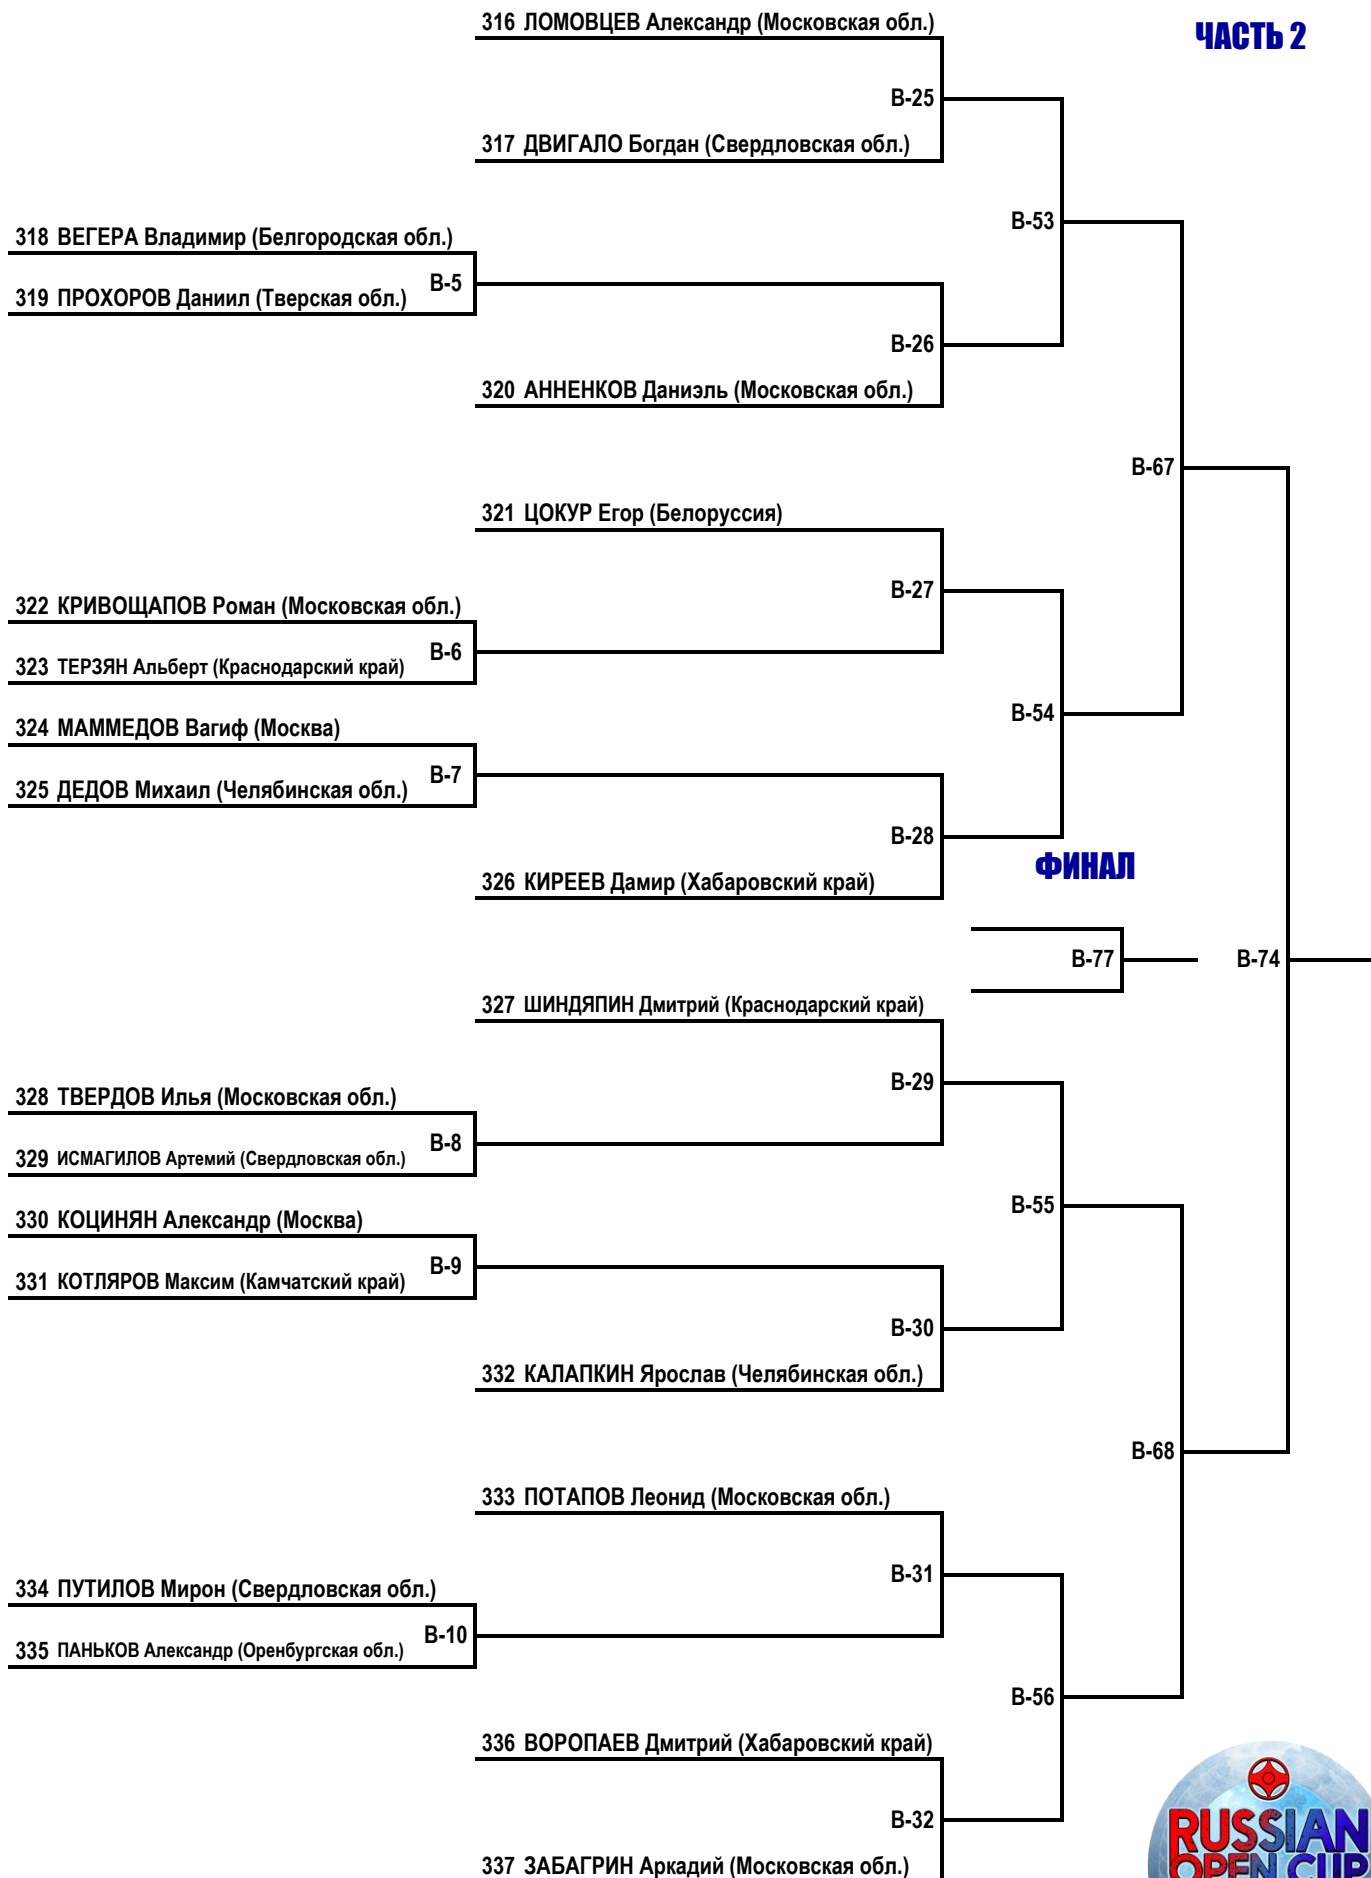 316 ЛОМОВЦЕВ Александр (Московская обл.)
ЧАСТЬ 2
В-25
317 ДВИГАЛО Богдан (Свердловская обл.)
В-53
318 ВЕГЕРА Владимир (Белгородская обл.)
В-5
319 ПРОХОРОВ Даниил (Тверская обл.)
В-26
320 АННЕНКОВ Даниэль (Московская обл.)
В-67
321 ЦОКУР Егор (Белоруссия)
В-27
322 КРИВОЩАПОВ Роман (Московская обл.)
В-6
323 ТЕРЗЯН Альберт (Краснодарский край)
В-54
324 МАММЕДОВ Вагиф (Москва)
В-7
325 ДЕДОВ Михаил (Челябинская обл.)
В-28
ФИНАЛ
326 КИРЕЕВ Дамир (Хабаровский край)
В-77
В-74
327 ШИНДЯПИН Дмитрий (Краснодарский край)
В-29
328 ТВЕРДОВ Илья (Московская обл.)
В-8
329 ИСМАГИЛОВ Артемий (Свердловская обл.)
В-55
330 КОЦИНЯН Александр (Москва)
В-9
331 КОТЛЯРОВ Максим (Камчатский край)
В-30
332 КАЛАПКИН Ярослав (Челябинская обл.)
В-68
333 ПОТАПОВ Леонид (Московская обл.)
В-31
334 ПУТИЛОВ Мирон (Свердловская обл.)
В-10
335 ПАНЬКОВ Александр (Оренбургская обл.)
В-56
336 ВОРОПАЕВ Дмитрий (Хабаровский край)
В-32
337 ЗАБАГРИН Аркадий (Московская обл.)
RUSSIAN
OPEN CUP